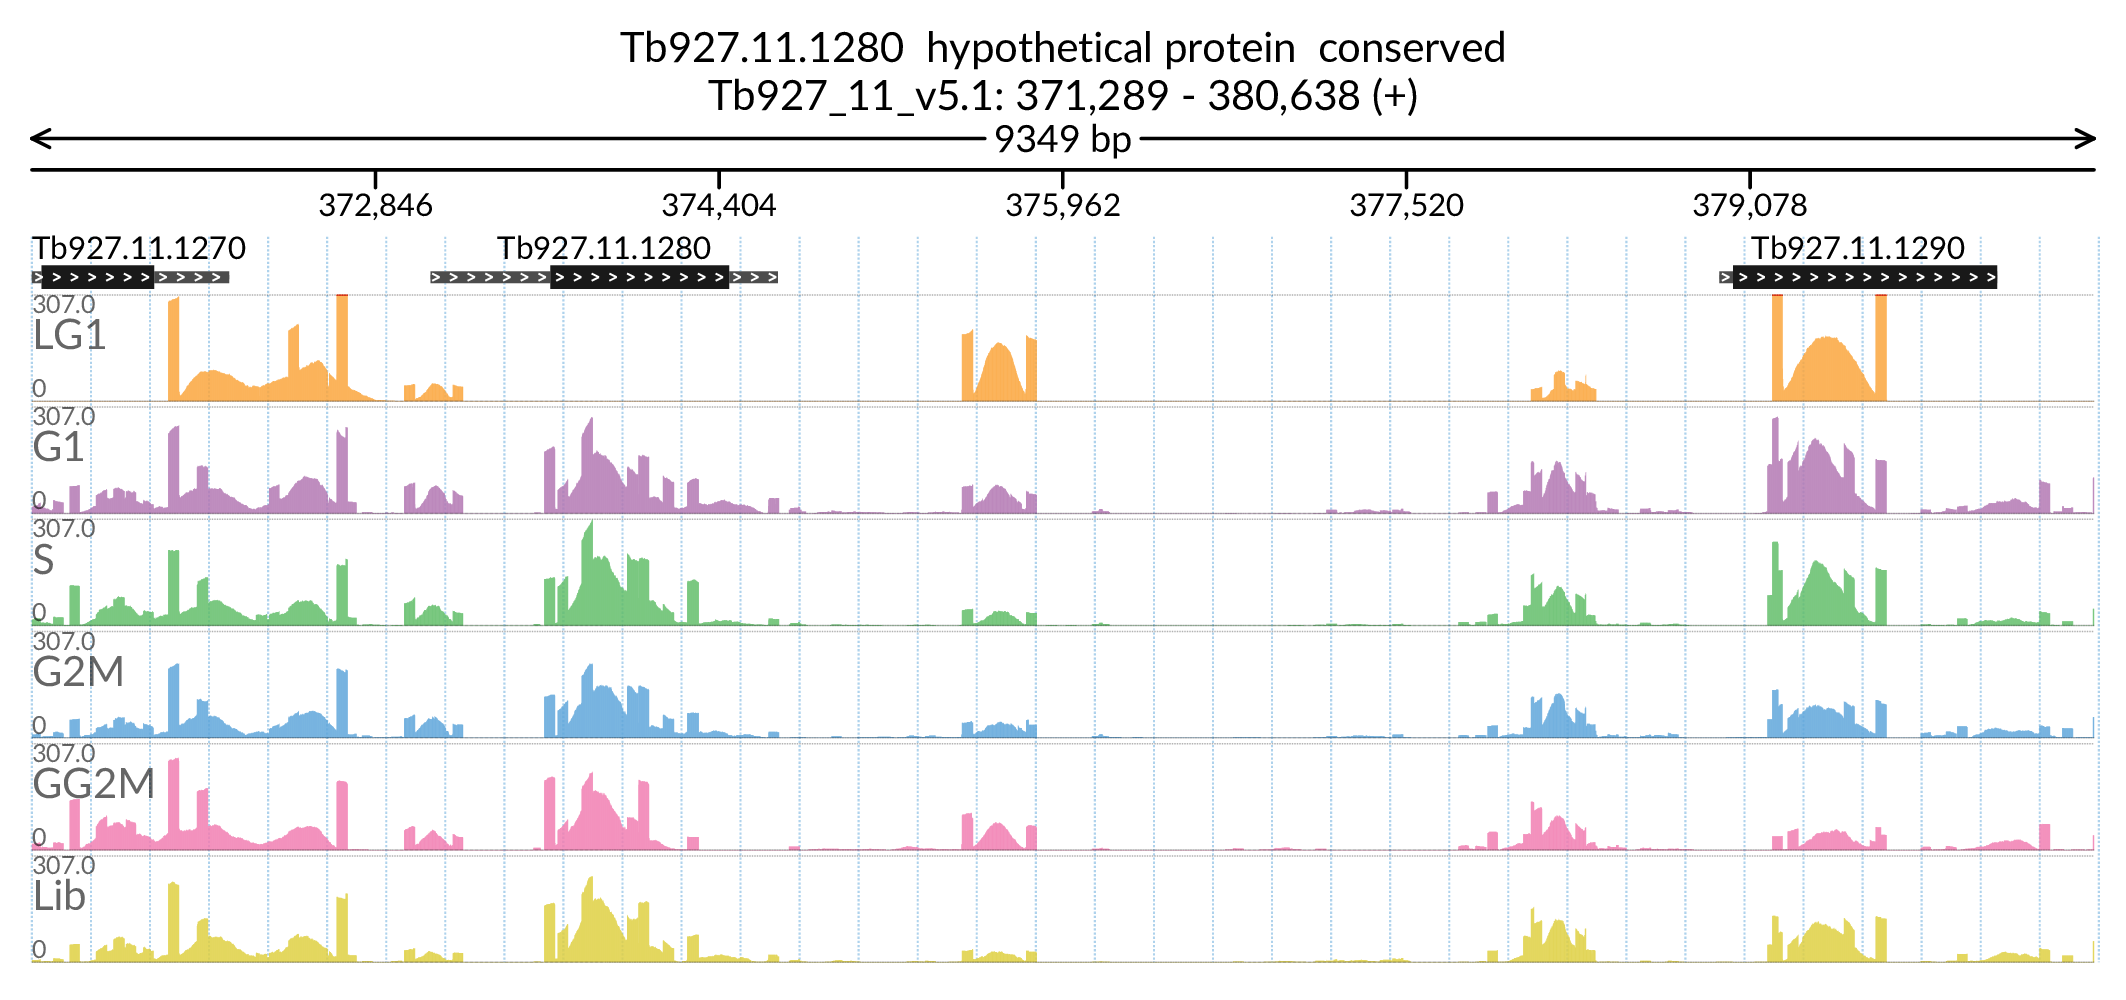 Tb927.11.1280 hypothetical protein conserved
Tb927_11_v5.1: 371,289 - 380,638 (+)
9349 bp
372,846 374,404 375,962 377,520 379,078
Tb927.11.1270 Tb927.11.1280 Tb927.11.1290
307.0
LG1
0
307.0
G1
0
307.0
S
0
307.0
G2M
0
307.0
GG2M
0
307.0
Lib
0